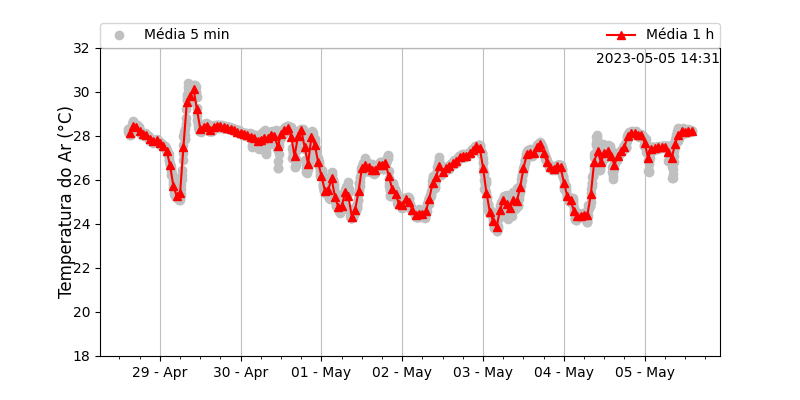 Média 5 min
Média 1 h
2023-05-05 14:31
Temperatura do Ar (°C)
32
30
28
26
24
22
20
18
29 - Apr
30 - Apr
01 - May
02 - May
03 - May
04 - May
05 - May